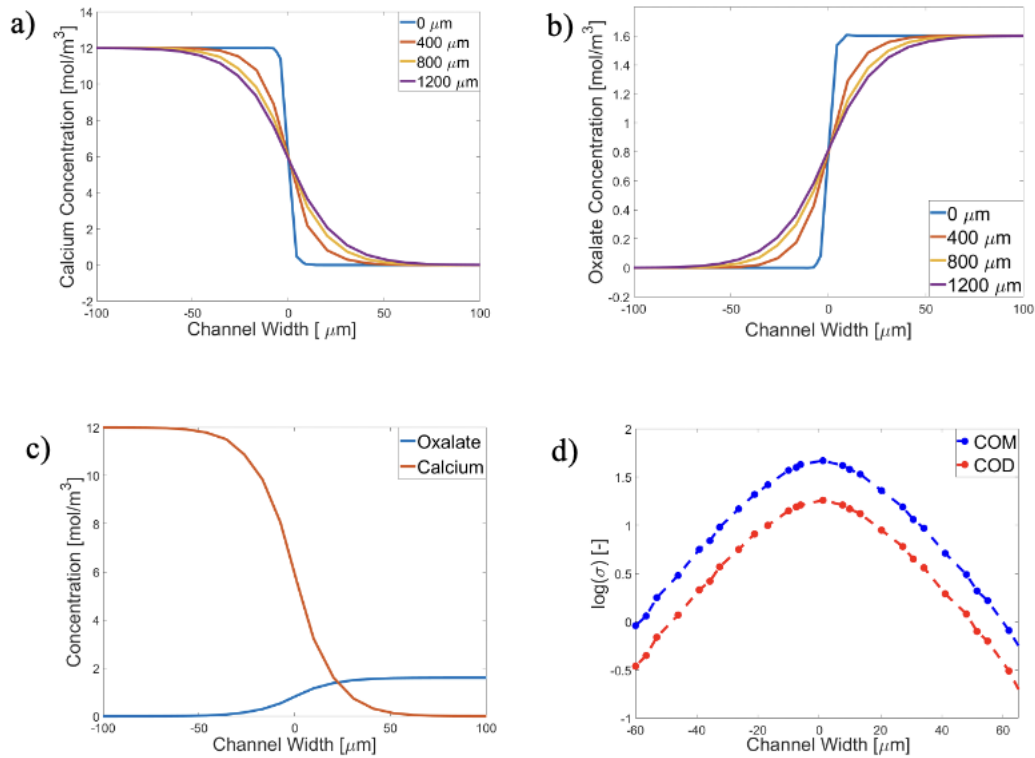 a)
Calcium Concentration [mol/m³]
14
12
10
8
6
4
2
0
-2
-100
-50
0
50
100
Channel Width [ μm]
0 μm
400 μm
800 μm
1200 μm
b)
Oxalate Concentration [mol/m³]
1.6
1.4
1.2
1
0.8
0.6
0.4
0.2
0
-0.2
-100
-50
0
50
100
Channel Width [μm]
0 μm
400 μm
800 μm
1200 μm
c)
Concentration [mol/m³]
12
10
8
6
4
2
0
-100
-50
0
50
100
Channel Width [μm]
Oxalate
Calcium
d)
log(σ) [-]
2
1.5
1
0.5
0
-0.5
-1
-60
-40
-20
0
20
40
60
Channel Width [μm]
COM
COD